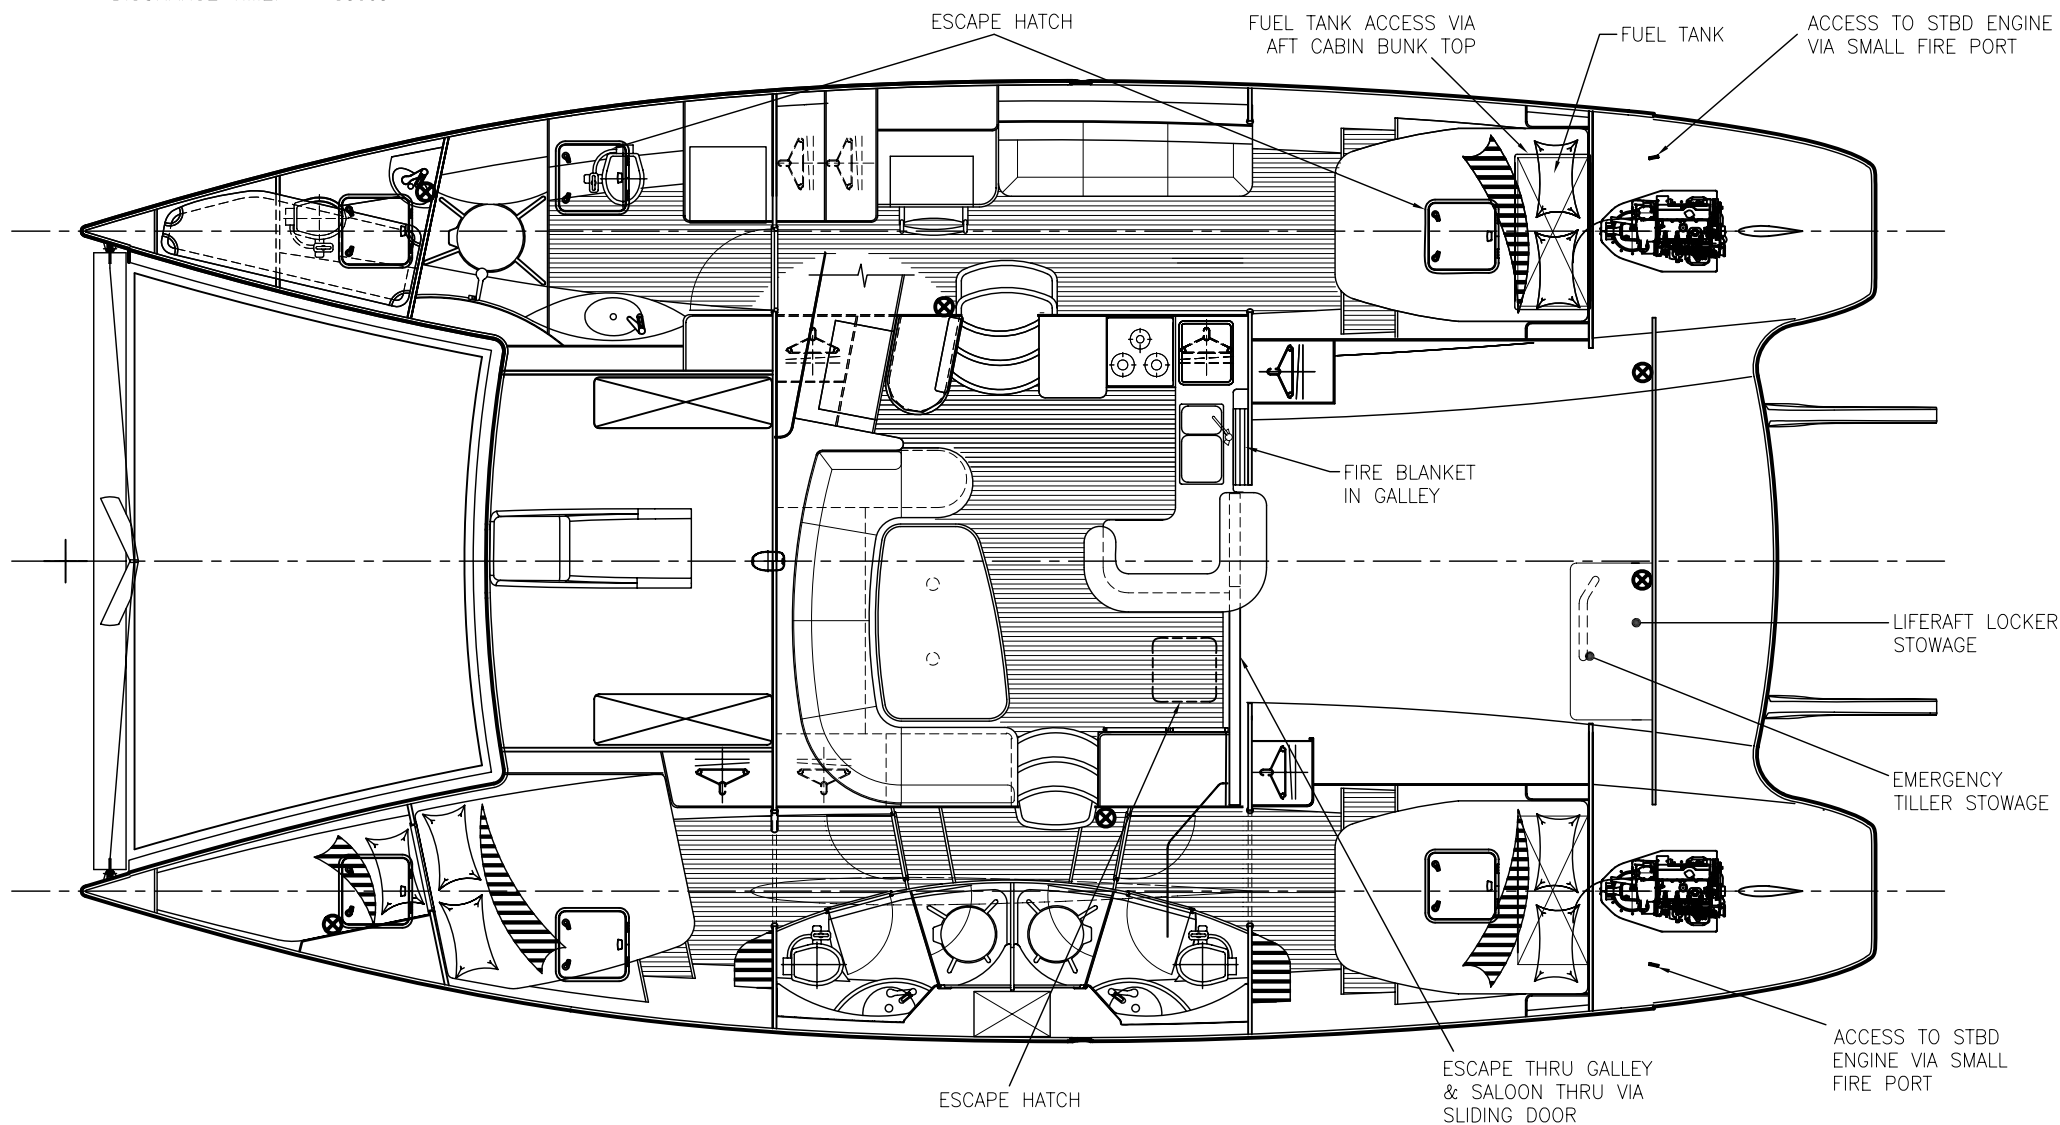 ESCAPE HATCH
FUEL TANK ACCESS VIA
AFT CABIN BUNK TOP
FUEL TANK
ACCESS TO STBD ENGINE
VIA SMALL FIRE PORT
FIRE BLANKET
IN GALLEY
LIFERAFT LOCKER
STOWAGE
EMERGENCY
TILLER STOWAGE
ACCESS TO STBD
ENGINE VIA SMALL
FIRE PORT
ESCAPE THRU GALLEY
& SALOON THRU VIA
SLIDING DOOR
ESCAPE HATCH